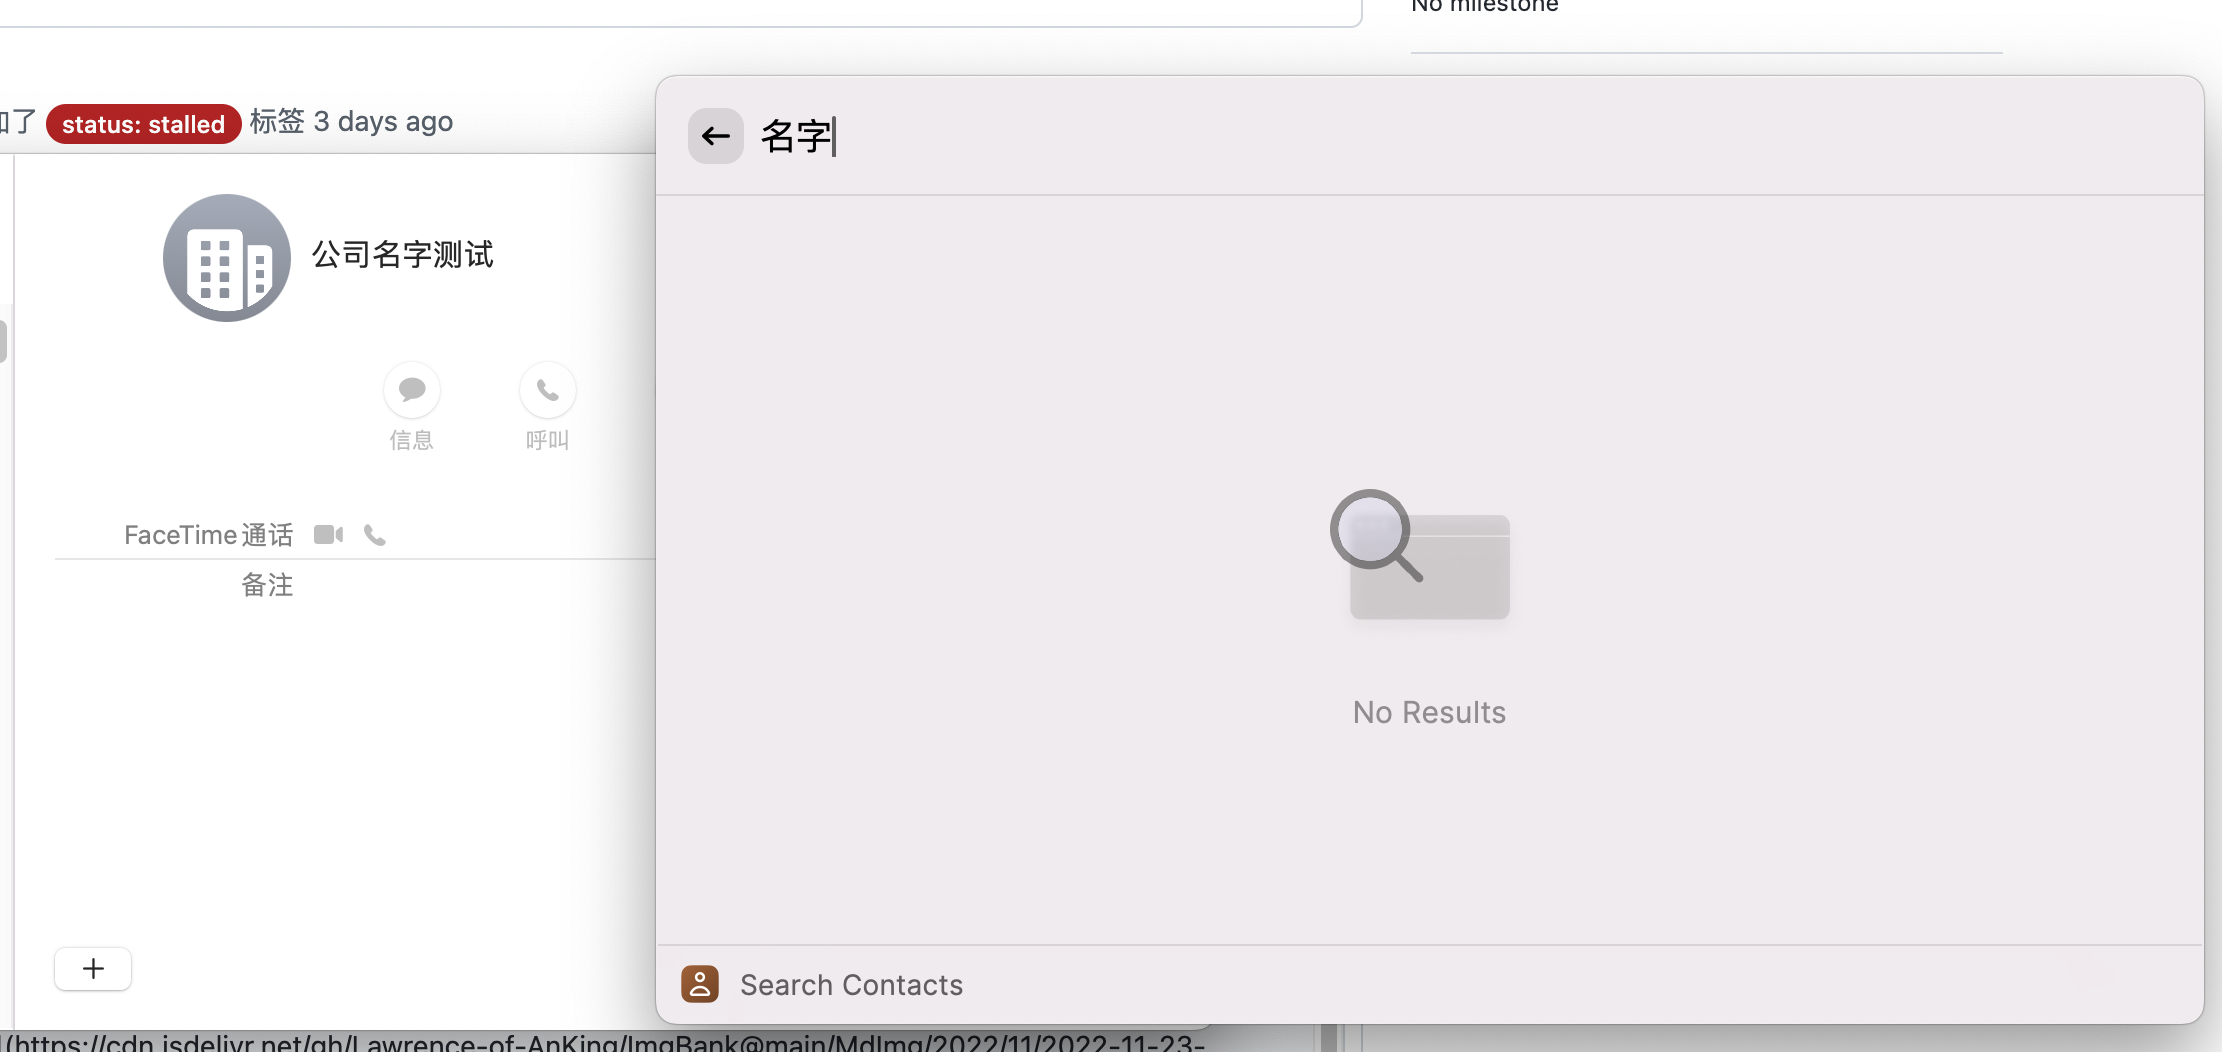 No milestone
加了 status: stalled 标签 3 days ago
名字
公司名字测试
信息
呼叫
FaceTime通话
备注
No Results
Search Contacts
(https://cdn.jsdelivr.net/gh/Lawrence-of-AnKing/ImgBank@main/MdImg/2022/11/2022-11-23-